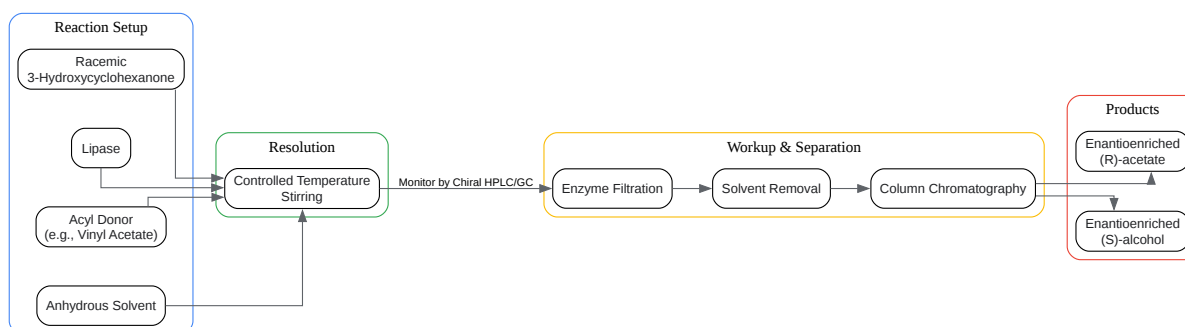 Reaction Setup
Racemic
3-Hydroxycyclohexanone
Lipase
Acyl Donor
(e.g., Vinyl Acetate)
Anhydrous Solvent
Resolution
Controlled Temperature
Stirring
Monitor by Chiral HPLC/GC
Workup & Separation
Enzyme Filtration
Solvent Removal
Column Chromatography
Products
Enantioenriched
(R)-acetate
Enantioenriched
(S)-alcohol